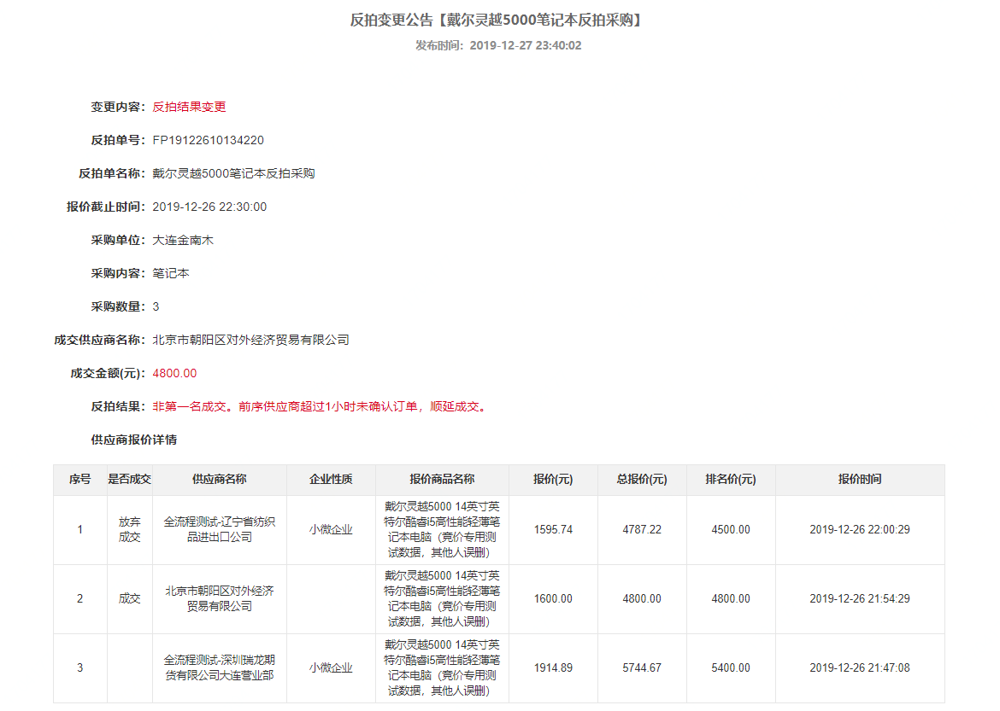 反拍变更公告【戴尔灵越5000笔记本反拍采购】
发布时间：2019-12-27 23:40:02
变更内容：反拍结果变更
反拍单号：FP19122610134220
反拍单名称：戴尔灵越5000笔记本反拍采购
报价截止时间：2019-12-26 22:30:00
采购单位：大连金南木
采购内容：笔记本
采购数量：3
成交供应商名称：北京市朝阳区对外经济贸易有限公司
成交金额(元)：4800.00
反拍结果：非第一名成交。前序供应商超过1小时未确认订单，顺延成交。
供应商报价详情
序号 是否成交 供应商名称 企业性质 报价商品名称 报价(元) 总报价(元) 排名价(元) 报价时间
1
放弃
成交
全流程测试-辽宁省纺织
品进出口公司
小微企业
戴尔灵越5000 14英寸英
特尔酷睿i5高性能轻薄笔
记本电脑（竞价专用测
试数据，其他人误删）
1595.74
4787.22
4500.00
2019-12-26 22:00:29
2
成交
北京市朝阳区对外经济
贸易有限公司
戴尔灵越5000 14英寸英
特尔酷睿i5高性能轻薄笔
记本电脑（竞价专用测
试数据，其他人误删）
1600.00
4800.00
4800.00
2019-12-26 21:54:29
3
全流程测试-深圳瑞龙期
货有限公司大连营业部
小微企业
戴尔灵越5000 14英寸英
特尔酷睿i5高性能轻薄笔
记本电脑（竞价专用测
试数据，其他人误删）
1914.89
5744.67
5400.00
2019-12-26 21:47:08